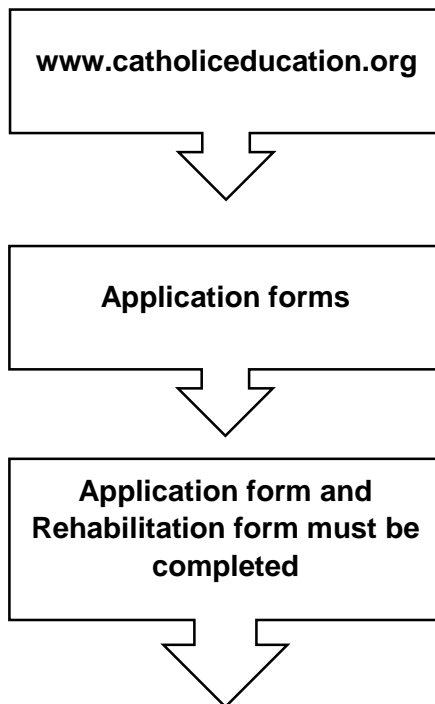 www.catholiceducation.org
Application forms
Application form and
Rehabilitation form must be
completed